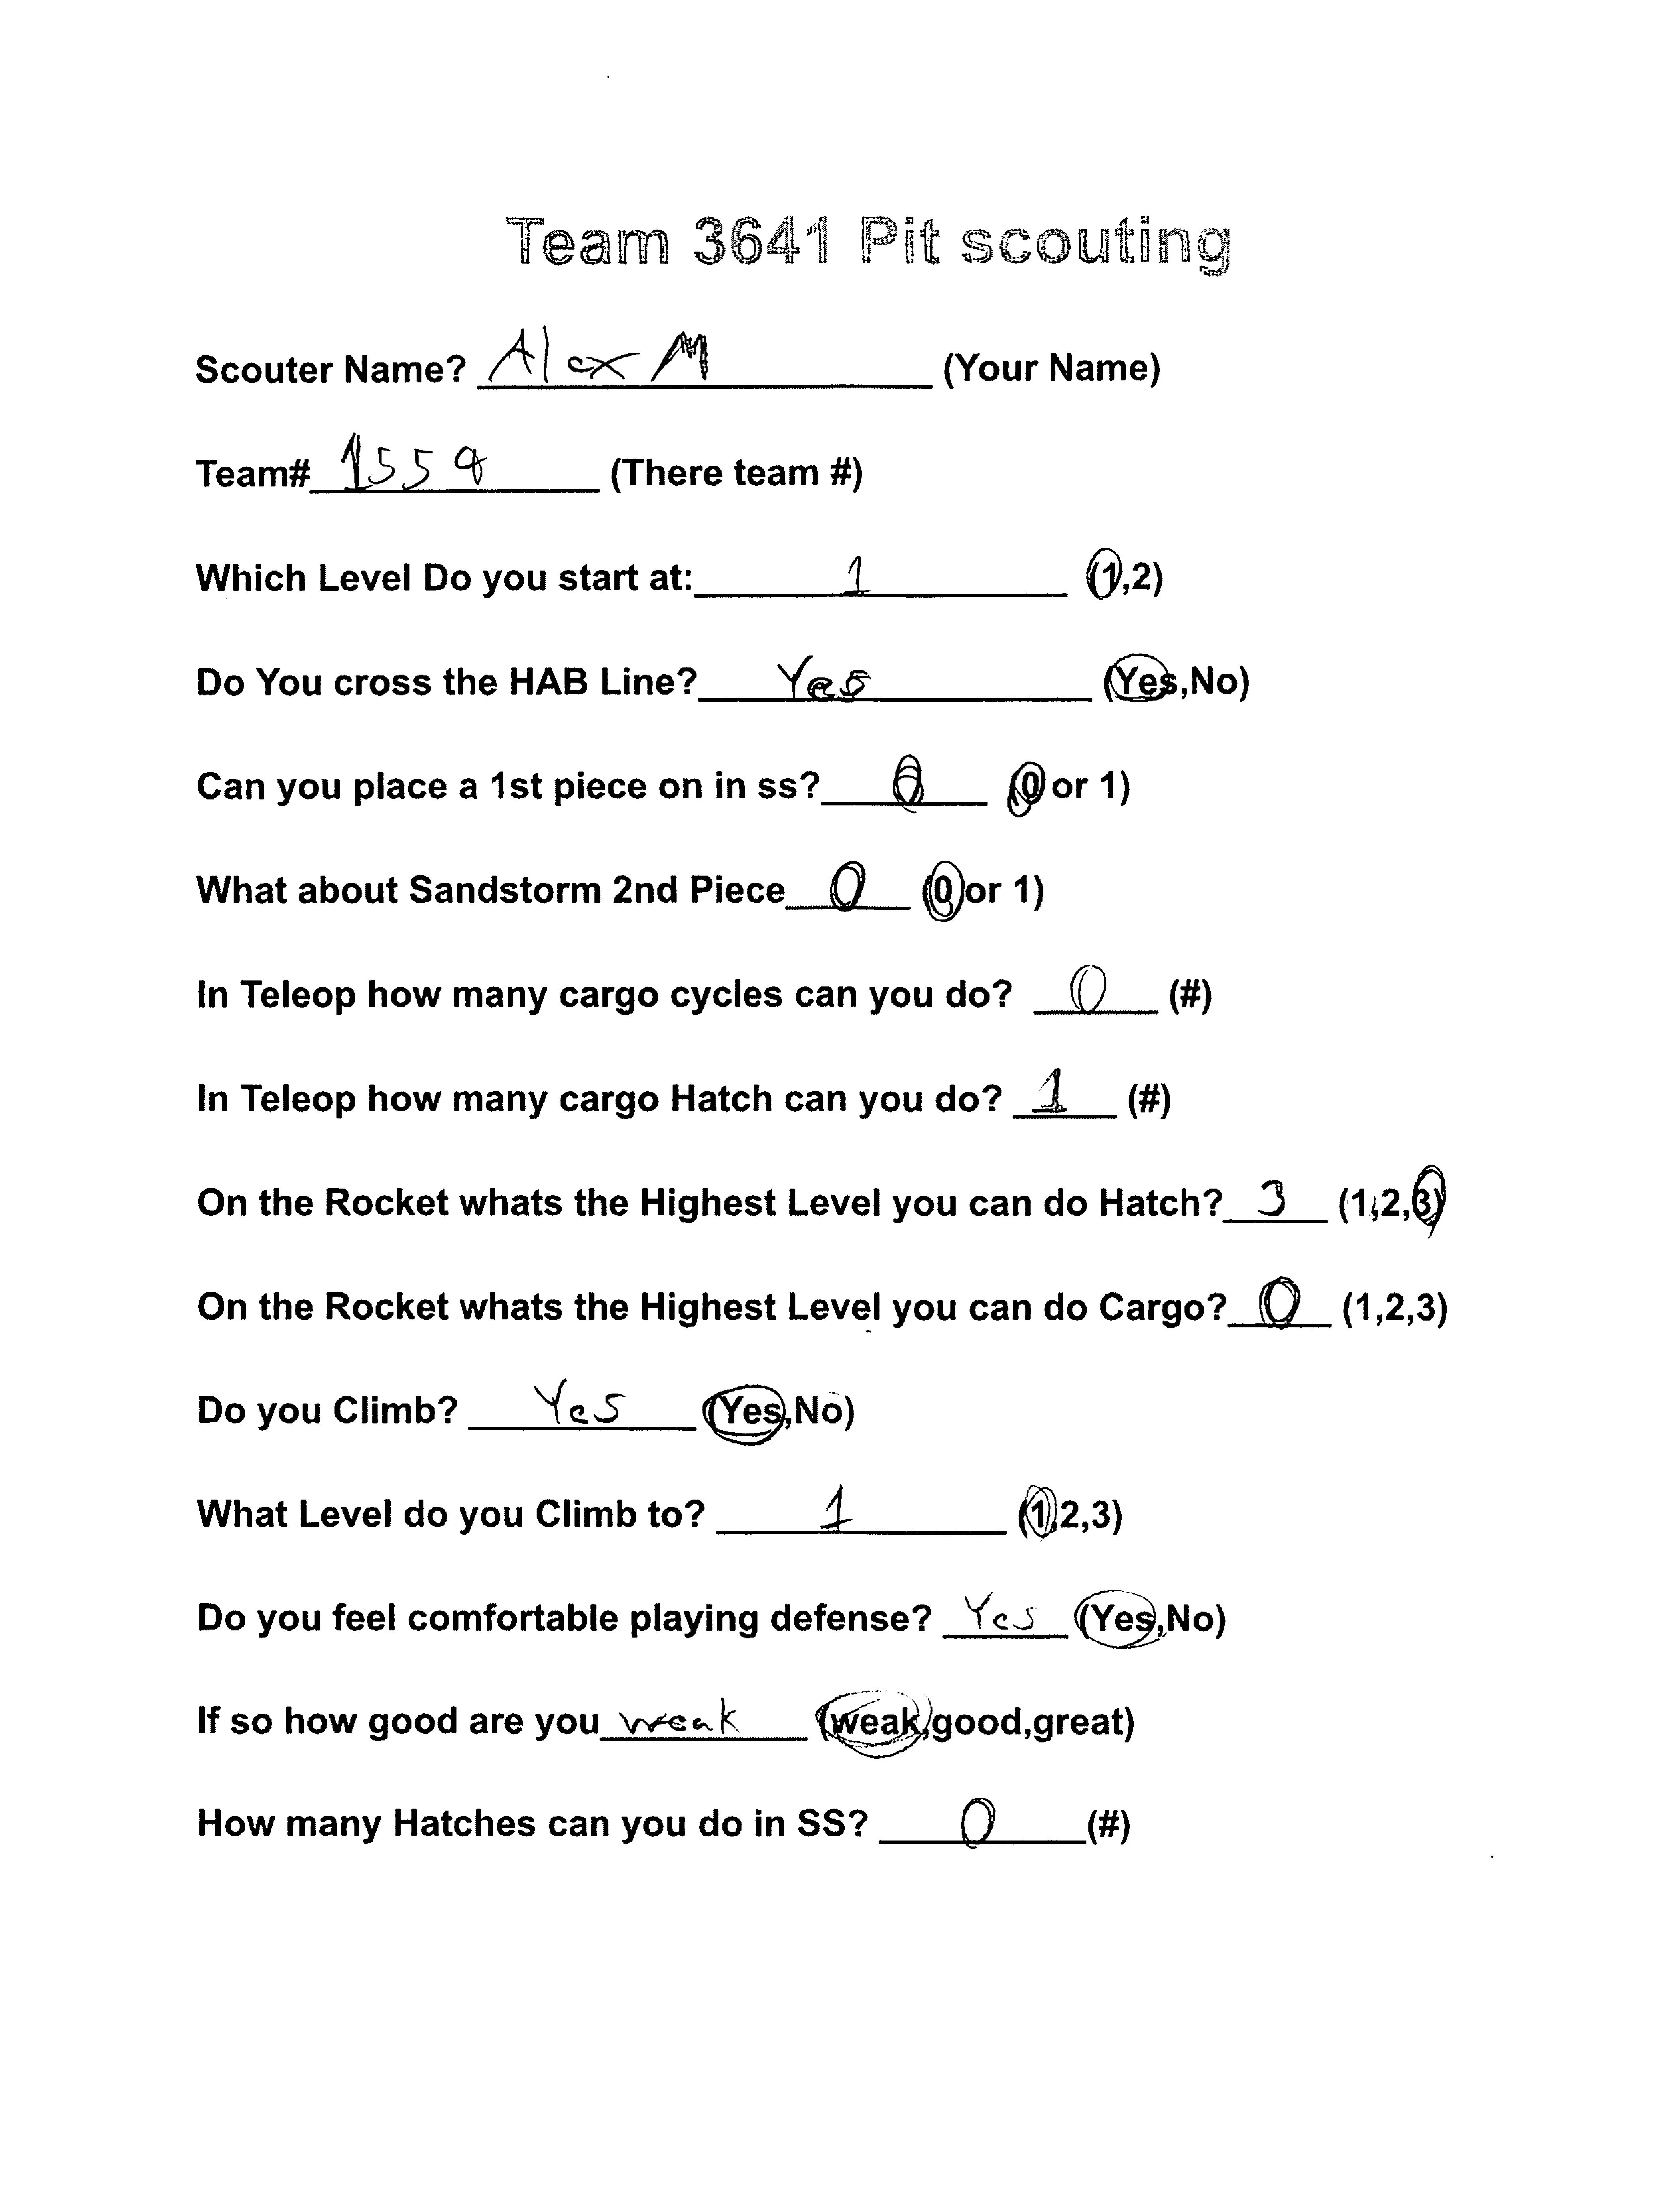 Team 3641 Pit scouting
Scouter Name? Alex M (Your Name)
Team# 1559 (There team #)
Which Level Do you start at: 1 (1,2)
Do You cross the HAB Line? Yes (Yes,No)
Can you place a 1st piece on in ss? 0 (0 or 1)
What about Sandstorm 2nd Piece 0 (0 or 1)
In Teleop how many cargo cycles can you do? 0 (#)
In Teleop how many cargo Hatch can you do? 1 (#)
On the Rocket whats the Highest Level you can do Hatch? 3 (1,2,3)
On the Rocket whats the Highest Level you can do Cargo? 0 (1,2,3)
Do you Climb? Yes (Yes,No)
What Level do you Climb to? 1 (1,2,3)
Do you feel comfortable playing defense? Yes (Yes,No)
If so how good are you weak (weak,good,great)
How many Hatches can you do in SS? 0 (#)